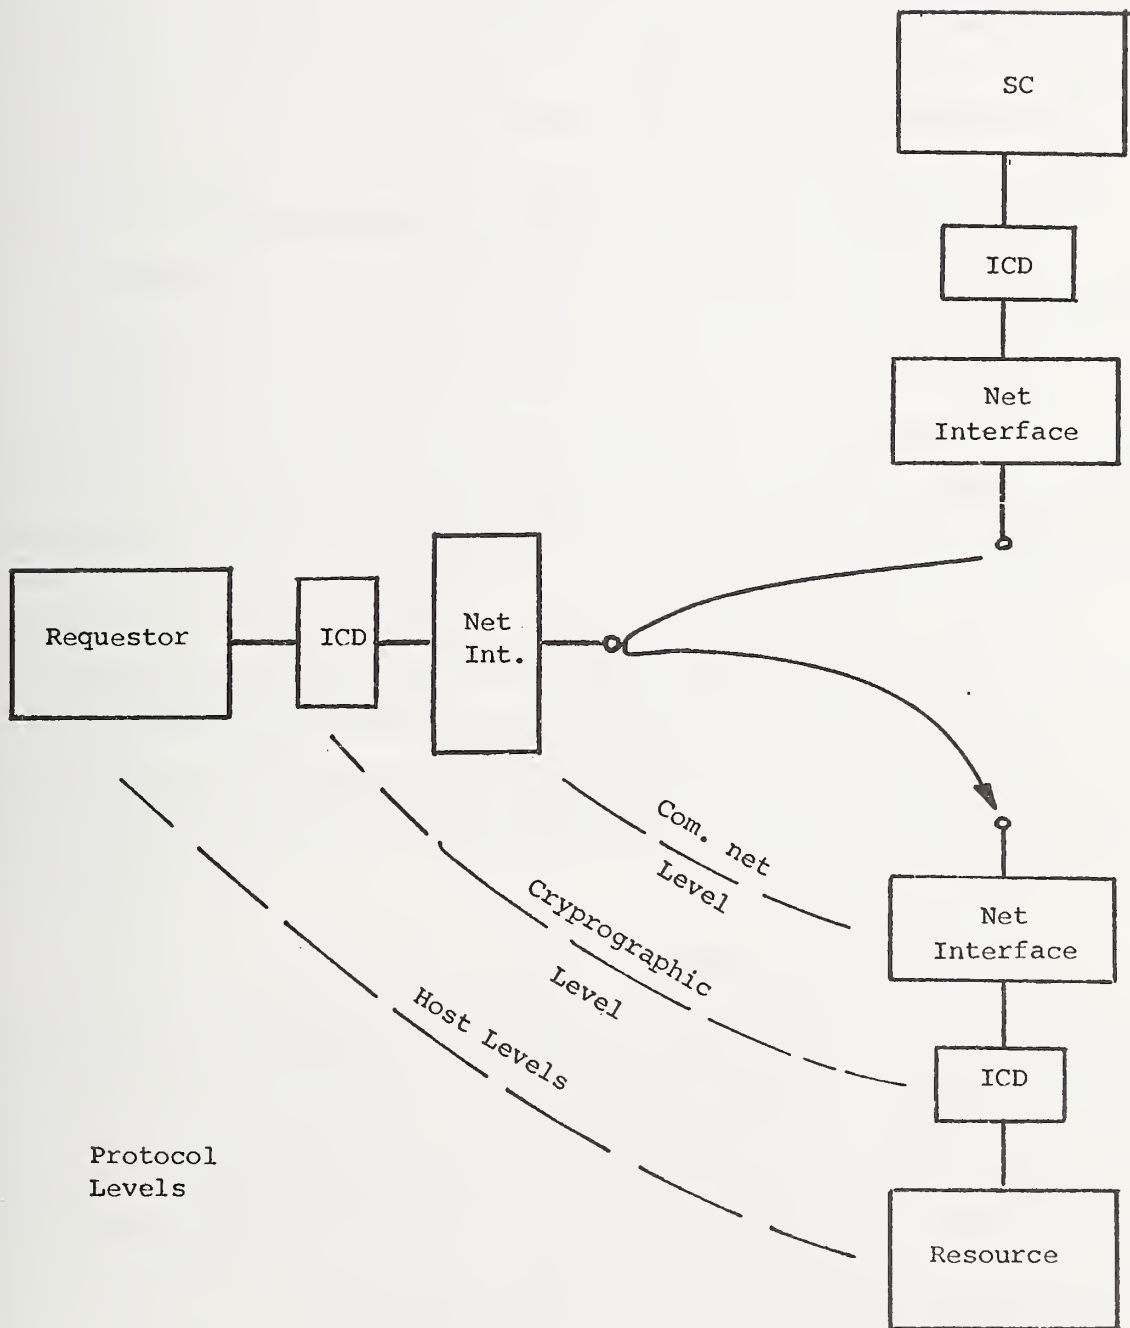 SC
ICD
Net
Interface
Requestor
ICD
Net
Int.
Com. net
Level
Cryprographic
Level
Host Levels
Net
Interface
ICD
Resource
Protocol
Levels